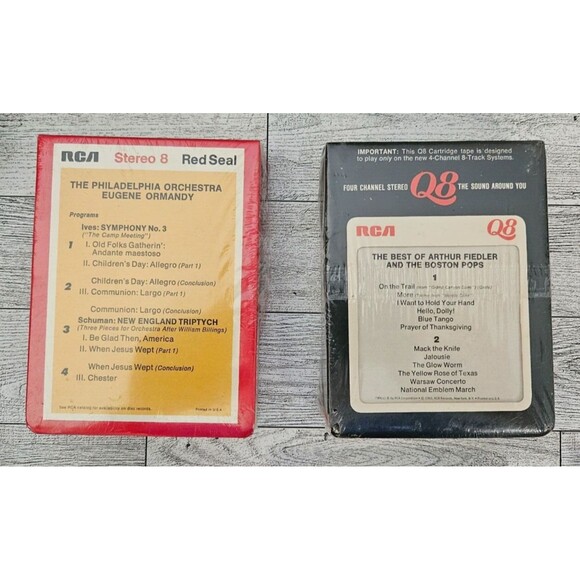 RCA Stereo 8 Red Seal
THE PHILADELPHIA ORCHESTRA
EUGENE ORMANDY
Programs
Ives: SYMPHONY No. 3
("The Camp Meeting")
1 I. Old Folks Gatherin':
Andante maestoso
II. Children's Day: Allegro (Part 1)
2 Children's Day: Allegro (Conclusion)
III. Communion: Largo (Part 1)
Communion: Largo (Conclusion)
3 Schuman: NEW ENGLAND TRIPTYCH
(Three Pieces for Orchestra After William Billings)
I. Be Glad Then, America
II. When Jesus Wept (Part 1)
4 When Jesus Wept (Conclusion)
III. Chester
Printed in U.S.A.
IMPORTANT: This Q8 Cartridge tape is designed
to play only on the new 4-Channel 8-Track Systems.
FOUR CHANNEL STEREO Q8 THE SOUND AROUND YOU
RCA Q8
THE BEST OF ARTHUR FIEDLER
AND THE BOSTON POPS
1
On the Trail
More
I Want to Hold Your Hand
Hello, Dolly!
Blue Tango
Prayer of Thanksgiving
2
Mack the Knife
Jalousie
The Glow Worm
The Yellow Rose of Texas
Warsaw Concerto
National Emblem March